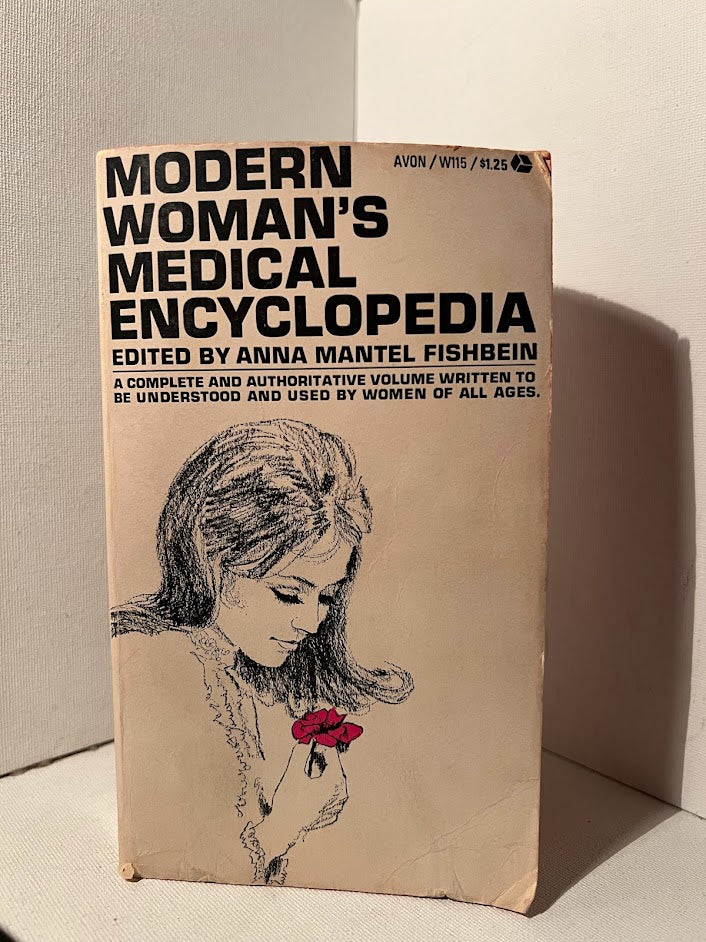 MODERN
WOMAN'S
MEDICAL
ENCYCLOPEDIA
AVON / W115 / $1.25
EDITED BY ANNA MANTEL FISHBEIN
A COMPLETE AND AUTHORITATIVE VOLUME WRITTEN TO
BE UNDERSTOOD AND USED BY WOMEN OF ALL AGES.